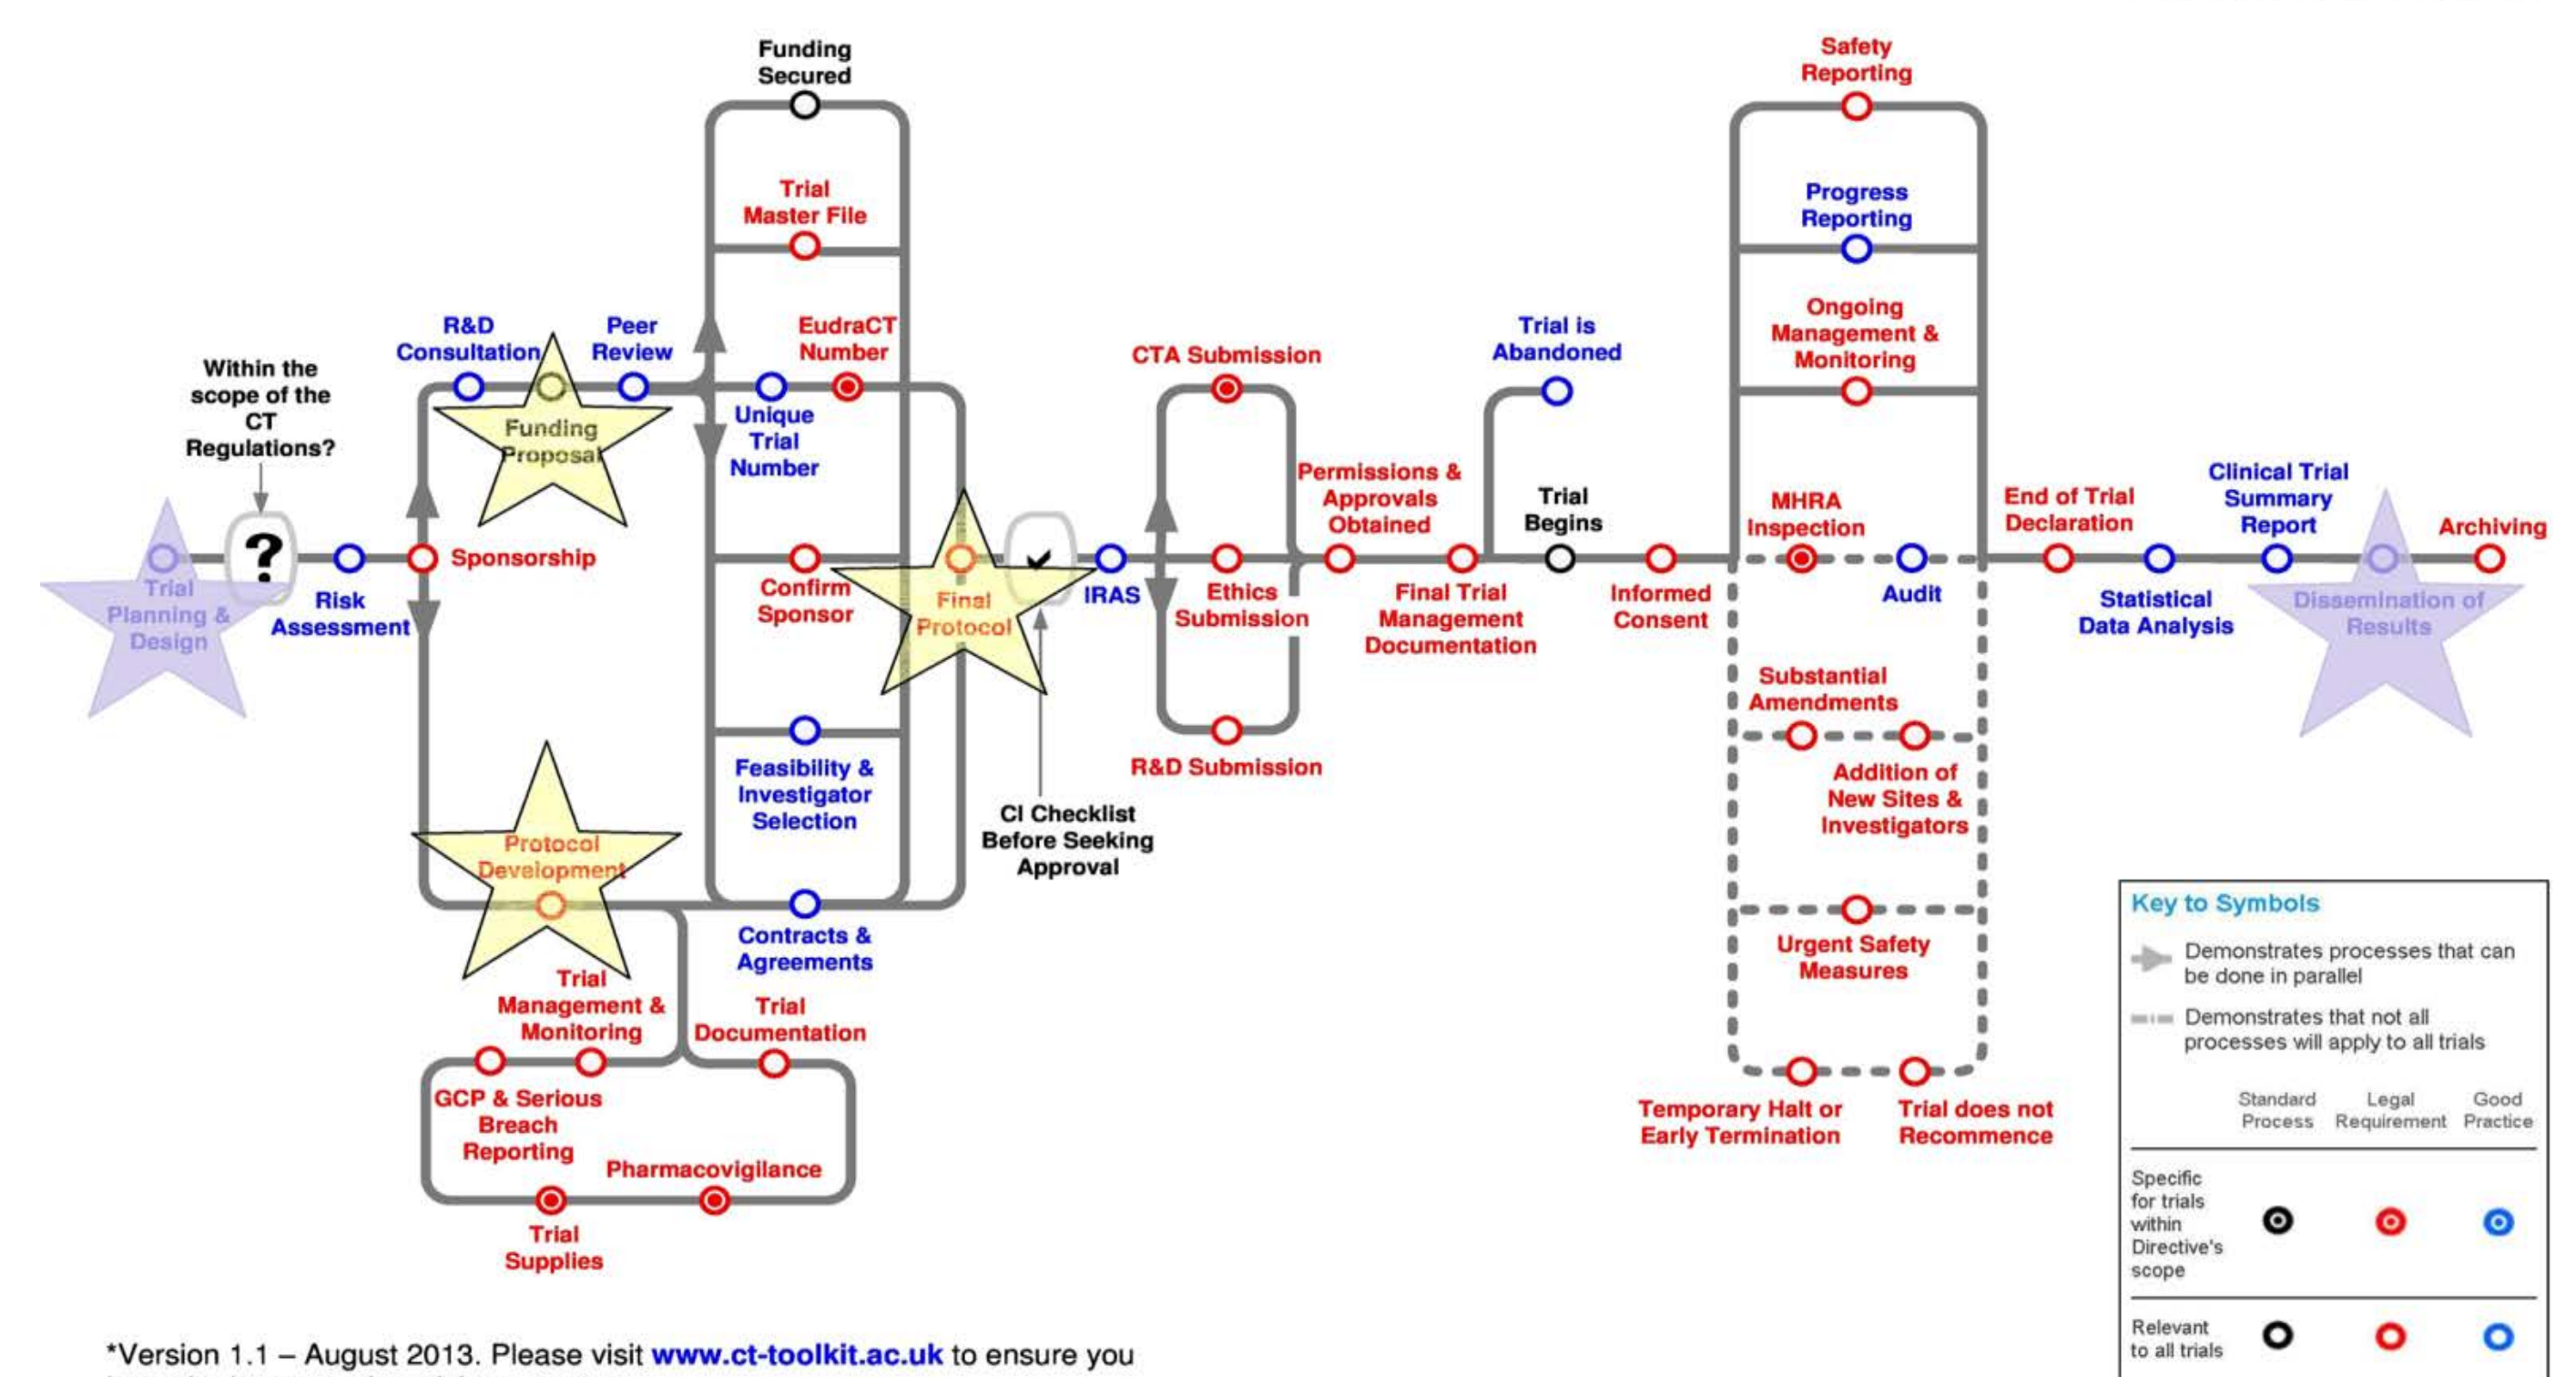 Funding
Secured
Safety
Reporting
Trial
Master File
Progress
Reporting
Ongoing
Management &
Monitoring
R&D
Consultation
Peer
Review
EudraCT
Number
Trial is
Abandoned
CTA Submission
Within the
scope of the
CT
Regulations?
Funding
Proposal
Unique
Trial
Number
Permissions &
Approvals
Obtained
Trial
Begins
MHRA
Inspection
End of Trial
Declaration
Clinical Trial
Summary
Report
Archiving
?
Sponsorship
Trial
Planning &
Design
Risk
Assessment
Confirm
Sponsor
Final
Protocol
IRAS
Ethics
Submission
Final Trial
Management
Documentation
Informed
Consent
Audit
Statistical
Data Analysis
Dissemination of
Results
Substantial
Amendments
Feasibility &
Investigator
Selection
R&D Submission
Addition of
New Sites &
Investigators
CI Checklist
Before Seeking
Approval
Protocol
Development
Contracts &
Agreements
Urgent Safety
Measures
Trial
Management &
Monitoring
Trial
Documentation
GCP & Serious
Breach
Reporting
Pharmacovigilance
Trial
Supplies
Temporary Halt or
Early Termination
Trial does not
Recommence
Key to Symbols
Demonstrates processes that can
be done in parallel
Demonstrates that not all
processes will apply to all trials
Standard
Process
Legal
Requirement
Good
Practice
Specific
for trials
within
Directive's
scope
Relevant
to all trials
*Version 1.1 – August 2013. Please visit www.ct-toolkit.ac.uk to ensure you